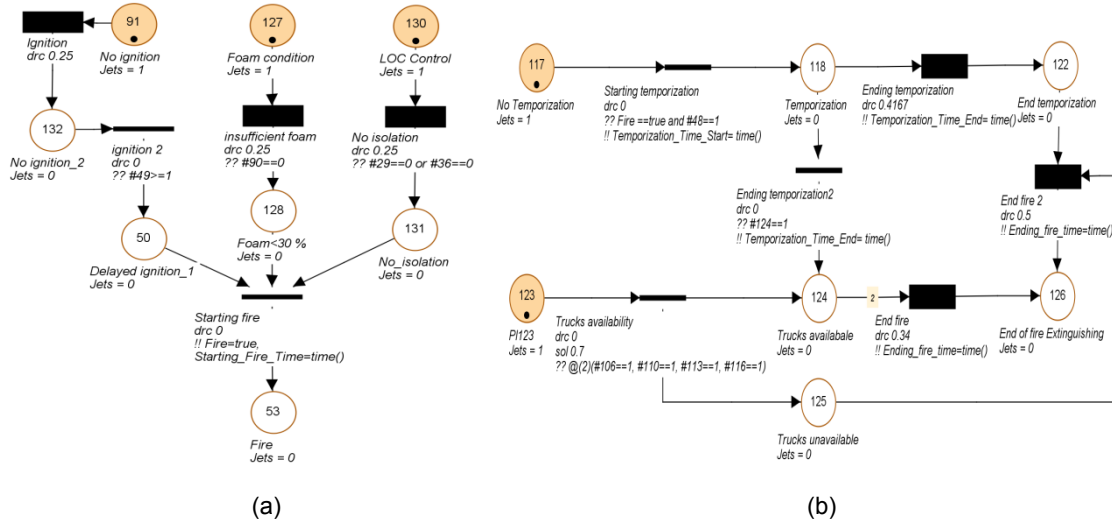 91
Ignition
drc 0.25
No ignition
Jets = 1
132
No ignition_2
Jets = 0
ignition 2
drc 0
?? #49>=1
50
Delayed ignition_1
Jets = 0
127
Foam condition
Jets = 1
insufficient foam
drc 0.25
?? #90==0
128
Foam<30 %
Jets = 0
130
LOC Control
Jets = 1
No isolation
drc 0.25
?? #29==0 or #36==0
131
No_isolation
Jets = 0
Starting fire
drc 0
!! Fire=true,
Starting_Fire_Time=time()
53
Fire
Jets = 0
(a)
117
No Temporization
Jets = 1
Starting temporization
drc 0
?? Fire ==true and #48==1
!! Temporization_Time_Start= time()
118
Temporization
Jets = 0
Ending temporization
drc 0.4167
!! Temporization_Time_End= time()
122
End temporization
Jets = 0
Ending temporization2
drc 0
?? #124==1
!! Temporization_Time_End= time()
End fire 2
drc 0.5
!! Ending_fire_time=time()
123
PI123
Jets = 1
Trucks availability
drc 0
sol 0.7
?? @(2)(#106==1, #110==1, #113==1, #116==1)
124
Trucks availabale
Jets = 0
2
End fire
drc 0.34
!! Ending_fire_time=time()
126
End of fire Extinguishing
Jets = 0
125
Trucks unavailable
Jets = 0
(b)